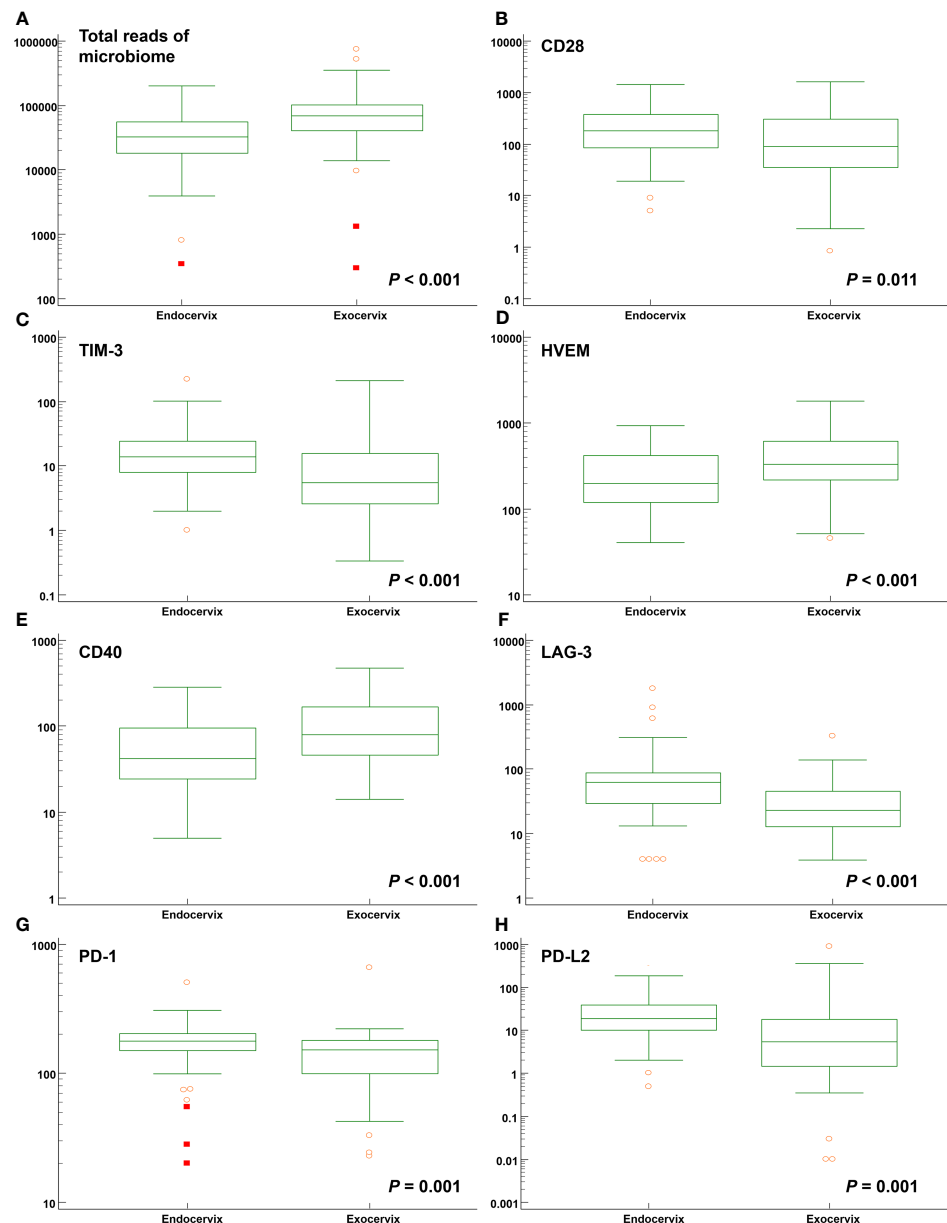 A
Total reads of
microbiome
1000000
100000
10000
1000
100
Endocervix
Exocervix
P < 0.001
B
CD28
10000
1000
100
10
1
0.1
Endocervix
Exocervix
P = 0.011
C
TIM-3
1000
100
10
1
0.1
Endocervix
Exocervix
P < 0.001
D
HVEM
10000
1000
100
10
Endocervix
Exocervix
P < 0.001
E
CD40
1000
100
10
1
Endocervix
Exocervix
P < 0.001
F
LAG-3
10000
1000
100
10
1
Endocervix
Exocervix
P < 0.001
G
PD-1
1000
100
10
Endocervix
Exocervix
P = 0.001
H
PD-L2
1000
100
10
1
0.1
0.01
0.001
Endocervix
Exocervix
P = 0.001